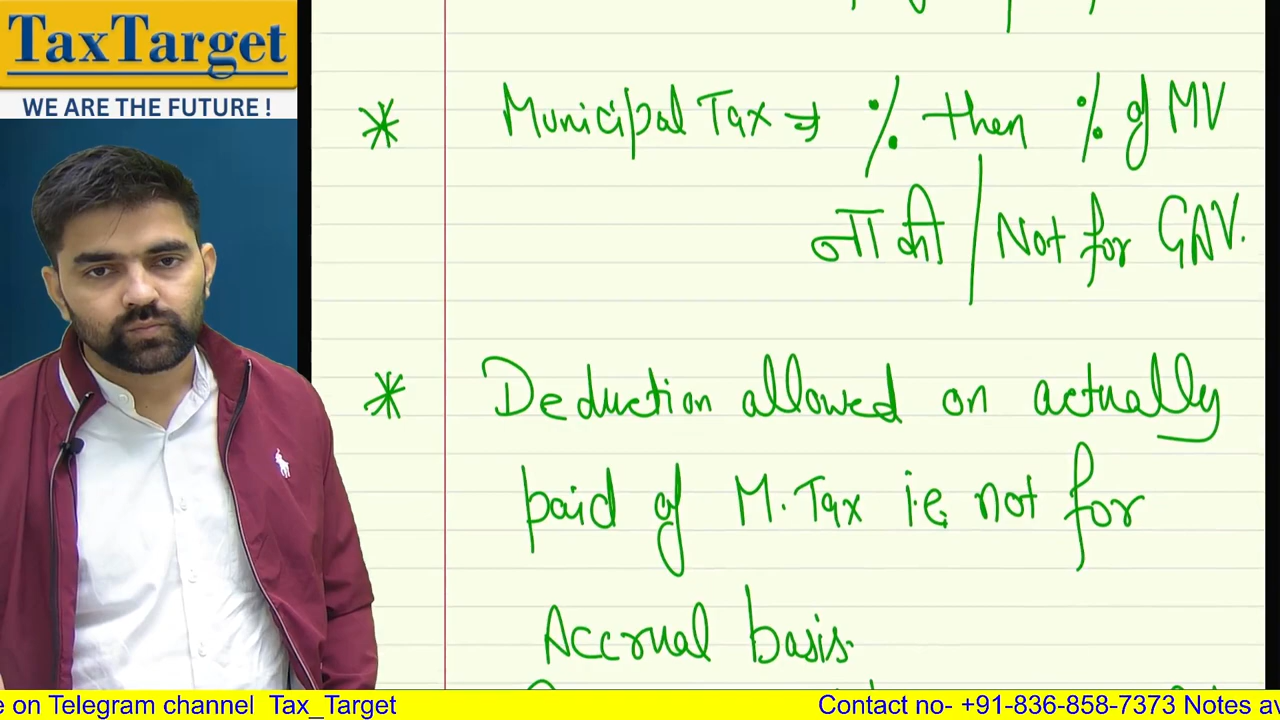 TaxTarget
WE ARE THE FUTURE !
* Municipal Tax → % then % of MV
ना की / Not for GAV.
* Deduction allowed on actually
paid of M. Tax i.e. not for
Accrual basis.
e on Telegram channel Tax_Target
Contact no- +91-836-858-7373 Notes av